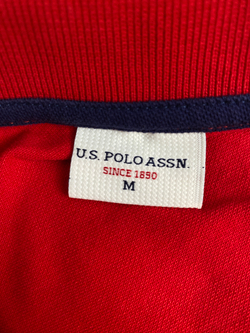 U.S. POLO ASSN.
SINCE 1890
M